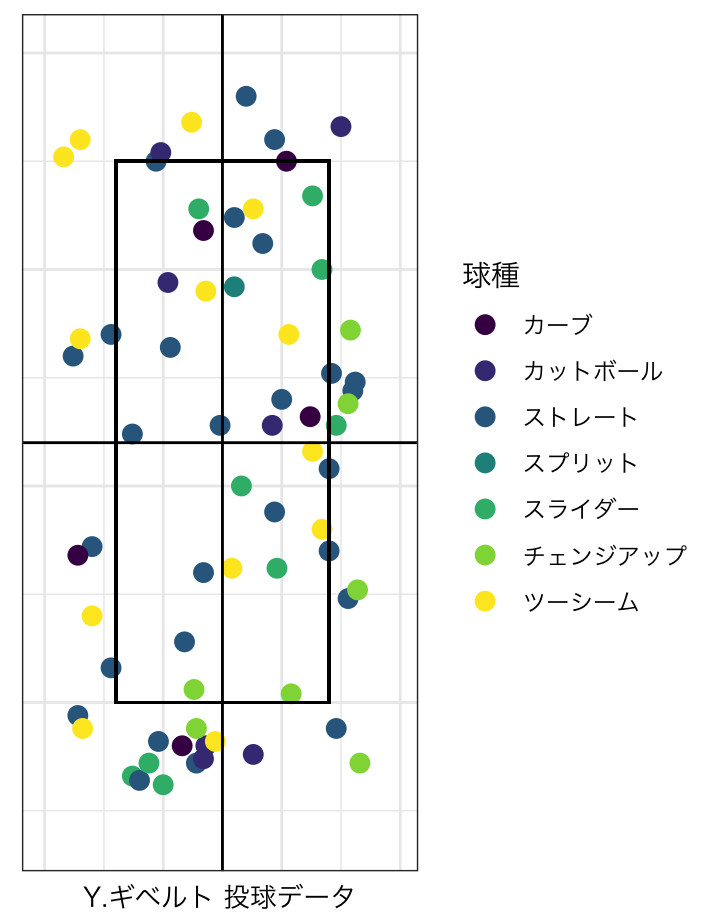 球種
カーブ
カットボール
ストレート
スプリット
スライダー
チェンジアップ
ツーシーム
Y.ギベルト 投球データ